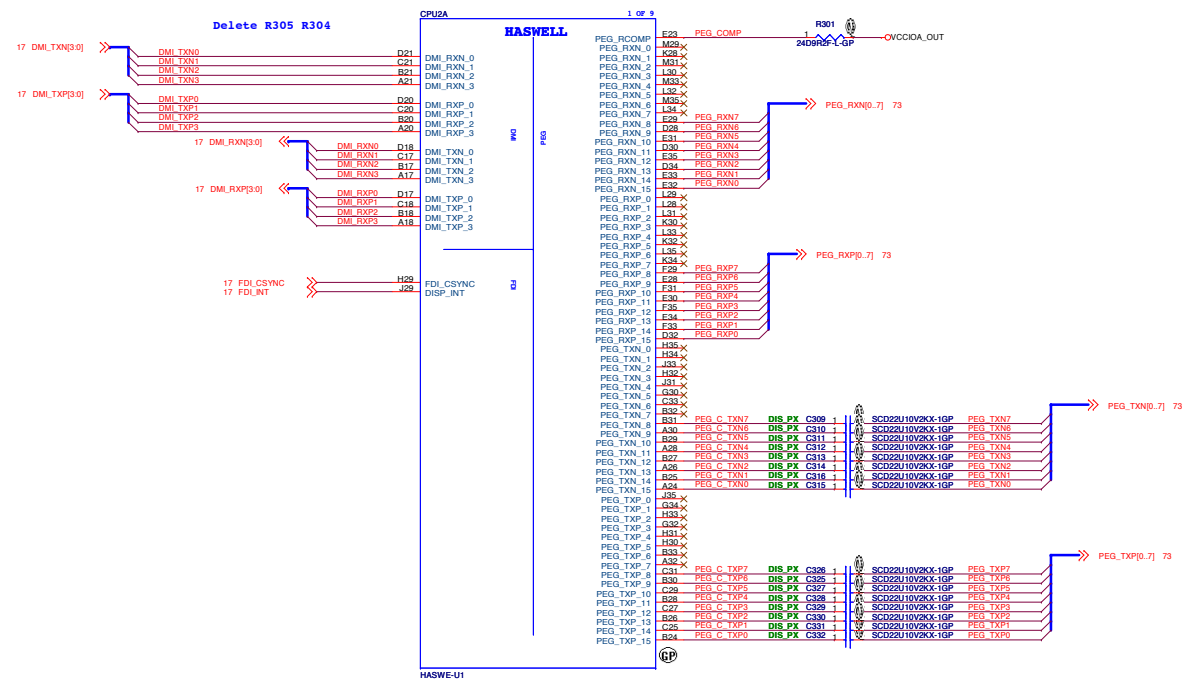 Delete R305 R304
CPU2A
1 OF 9
HASWELL
17 DMI_TXN[3:0]
DMI_TXN0 D21 DMI_RXN_0
DMI_TXN1 C21 DMI_RXN_1
DMI_TXN2 B21 DMI_RXN_2
DMI_TXN3 A21 DMI_RXN_3
17 DMI_TXP[3:0]
DMI_TXP0 D20 DMI_RXP_0
DMI_TXP1 C20 DMI_RXP_1
DMI_TXP2 B20 DMI_RXP_2
DMI_TXP3 A20 DMI_RXP_3
17 DMI_RXN[3:0]
DMI_RXN0 D18 DMI_TXN_0
DMI_RXN1 C17 DMI_TXN_1
DMI_RXN2 B17 DMI_TXN_2
DMI_RXN3 A17 DMI_TXN_3
17 DMI_RXP[3:0]
DMI_RXP0 D17 DMI_TXP_0
DMI_RXP1 C18 DMI_TXP_1
DMI_RXP2 B18 DMI_TXP_2
DMI_RXP3 A18 DMI_TXP_3
17 FDI_CSYNC H29 FDI_CSYNC
17 FDI_INT J29 DISP_INT
DMI
PEG
FDI
R301
PEG_RCOMP E23 PEG_COMP 1 24D9R2F-L-GP VCCIOA_OUT
PEG_RXN_0 M29
PEG_RXN_1 K28
PEG_RXN_2 M31
PEG_RXN_3 L30
PEG_RXN_4 M33
PEG_RXN_5 L32
PEG_RXN_6 M35
PEG_RXN_7 L34
PEG_RXN_8 E29 PEG_RXN7
PEG_RXN_9 D28 PEG_RXN6
PEG_RXN_10 E31 PEG_RXN5
PEG_RXN_11 D30 PEG_RXN4
PEG_RXN_12 E35 PEG_RXN3
PEG_RXN_13 D34 PEG_RXN2
PEG_RXN_14 E33 PEG_RXN1
PEG_RXN_15 E32 PEG_RXN0
PEG_RXN[0..7] 73
PEG_RXP_0 L29
PEG_RXP_1 L28
PEG_RXP_2 L31
PEG_RXP_3 K30
PEG_RXP_4 L33
PEG_RXP_5 K32
PEG_RXP_6 L35
PEG_RXP_7 K34
PEG_RXP_8 F29 PEG_RXP7
PEG_RXP_9 E28 PEG_RXP6
PEG_RXP_10 F31 PEG_RXP5
PEG_RXP_11 E30 PEG_RXP4
PEG_RXP_12 F35 PEG_RXP3
PEG_RXP_13 E34 PEG_RXP2
PEG_RXP_14 F33 PEG_RXP1
PEG_RXP_15 D32 PEG_RXP0
PEG_RXP[0..7] 73
PEG_TXN_0 H35
PEG_TXN_1 H34
PEG_TXN_2 J33
PEG_TXN_3 H32
PEG_TXN_4 J31
PEG_TXN_5 G30
PEG_TXN_6 C33
PEG_TXN_7 B32
PEG_TXN_8 B31 PEG_C_TXN7 DIS_PX C309 1 SCD22U10V2KX-1GP PEG_TXN7
PEG_TXN_9 A30 PEG_C_TXN6 DIS_PX C310 1 SCD22U10V2KX-1GP PEG_TXN6
PEG_TXN_10 B29 PEG_C_TXN5 DIS_PX C311 1 SCD22U10V2KX-1GP PEG_TXN5
PEG_TXN_11 A28 PEG_C_TXN4 DIS_PX C312 1 SCD22U10V2KX-1GP PEG_TXN4
PEG_TXN_12 B27 PEG_C_TXN3 DIS_PX C313 1 SCD22U10V2KX-1GP PEG_TXN3
PEG_TXN_13 A26 PEG_C_TXN2 DIS_PX C314 1 SCD22U10V2KX-1GP PEG_TXN2
PEG_TXN_14 B25 PEG_C_TXN1 DIS_PX C316 1 SCD22U10V2KX-1GP PEG_TXN1
PEG_TXN_15 A24 PEG_C_TXN0 DIS_PX C315 1 SCD22U10V2KX-1GP PEG_TXN0
PEG_TXN[0..7] 73
PEG_TXP_0 J35
PEG_TXP_1 G34
PEG_TXP_2 H33
PEG_TXP_3 G32
PEG_TXP_4 H31
PEG_TXP_5 H30
PEG_TXP_6 B33
PEG_TXP_7 A32
PEG_TXP_8 C31 PEG_C_TXP7 DIS_PX C326 1 SCD22U10V2KX-1GP PEG_TXP7
PEG_TXP_9 B30 PEG_C_TXP6 DIS_PX C325 1 SCD22U10V2KX-1GP PEG_TXP6
PEG_TXP_10 C29 PEG_C_TXP5 DIS_PX C327 1 SCD22U10V2KX-1GP PEG_TXP5
PEG_TXP_11 B28 PEG_C_TXP4 DIS_PX C328 1 SCD22U10V2KX-1GP PEG_TXP4
PEG_TXP_12 C27 PEG_C_TXP3 DIS_PX C329 1 SCD22U10V2KX-1GP PEG_TXP3
PEG_TXP_13 B26 PEG_C_TXP2 DIS_PX C330 1 SCD22U10V2KX-1GP PEG_TXP2
PEG_TXP_14 C25 PEG_C_TXP1 DIS_PX C331 1 SCD22U10V2KX-1GP PEG_TXP1
PEG_TXP_15 B24 PEG_C_TXP0 DIS_PX C332 1 SCD22U10V2KX-1GP PEG_TXP0
PEG_TXP[0..7] 73
GP
HASWE-U1